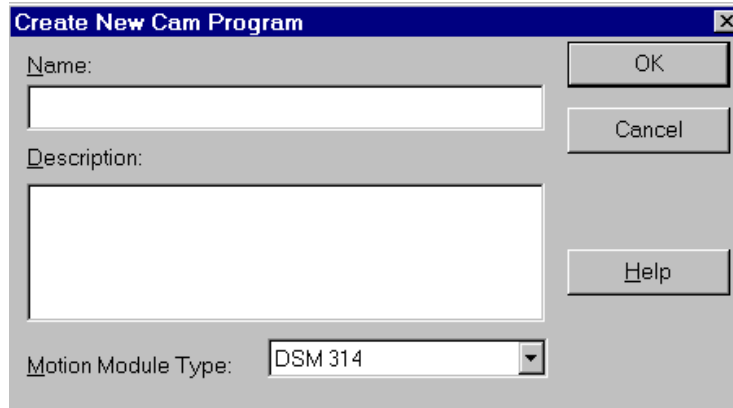 Create New Cam Program
Name:
OK
Cancel
Description:
Help
Motion Module Type: DSM 314